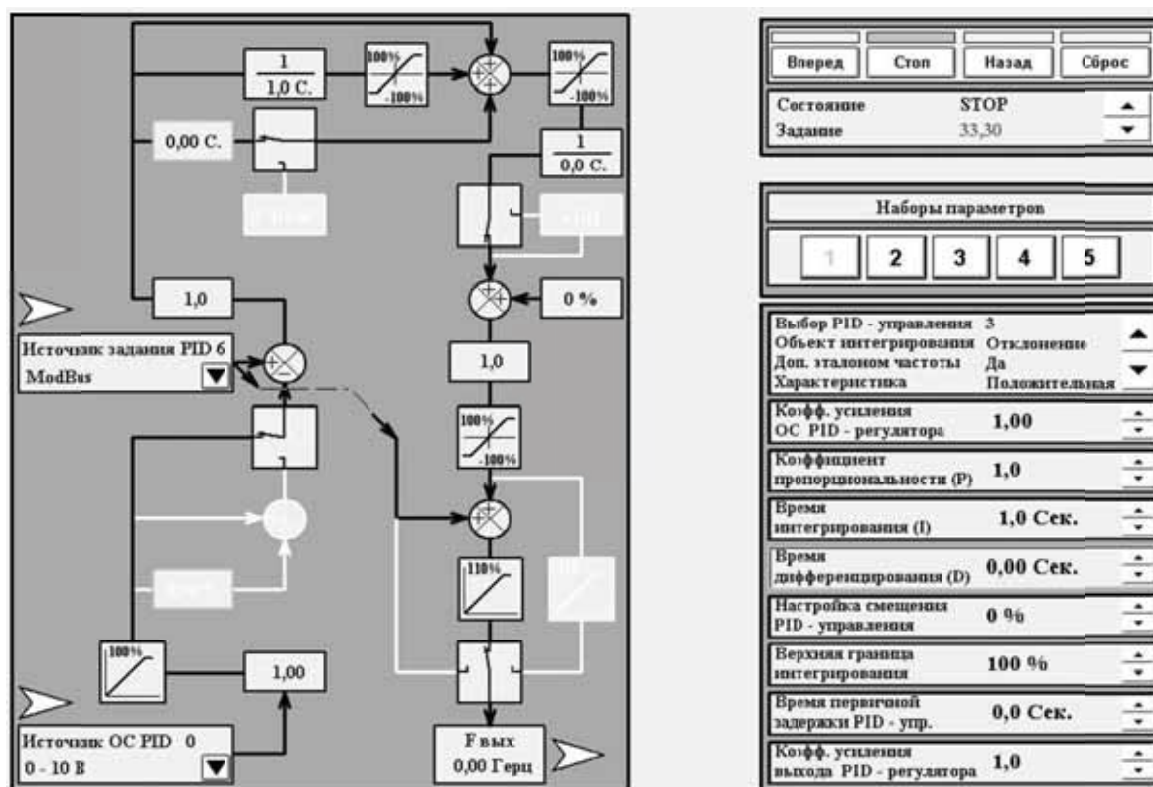 100%
-100%
1
1,0 С.
100%
-100%
0,00 С.
1
0,0 С.
1,0
0 %
Источник задания PID 6
ModBus
1,0
100%
-100%
110%
100%
1,00
Источник ОС PID 0
0 - 10 В
F вых
0,00 Герц
Вперед
Стоп
Назад
Сброс
Состояние STOP
Задание 33,30
Наборы параметров
1 2 3 4 5
Выбор PID - управления 3
Объект интегрирования Отклонение
Доп. эталоном частоты Да
Характеристика Положительная
Коэфф. усиления
ОС PID - регулятора 1,00
Коэффициент
пропорциональности (P) 1,0
Время
интегрирования (I) 1,0 Сек.
Время
дифференцирования (D) 0,00 Сек.
Настройка смещения
PID - управления 0 %
Верхняя граница
интегрирования 100 %
Время первичной
задержки PID - упр. 0,0 Сек.
Коэфф. усиления
выхода PID - регулятора 1,0